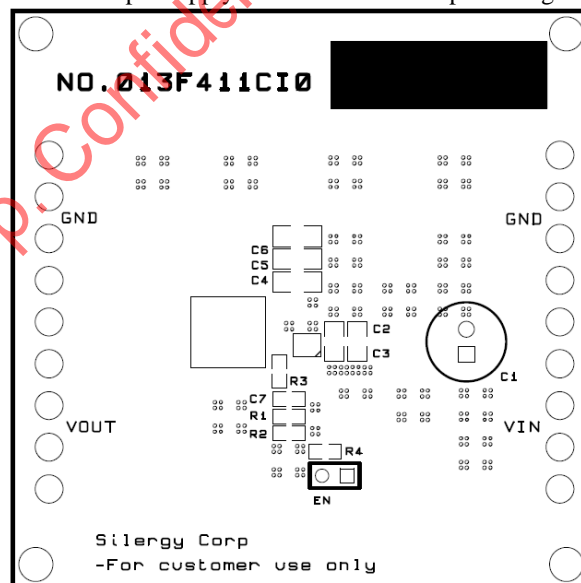 NO.013F411CI0
GND
GND
C6
C5
C4
C2
C3
C1
R3
C7
R1
R2
VOUT
VIN
R4
EN
Silergy Corp
-For customer use only